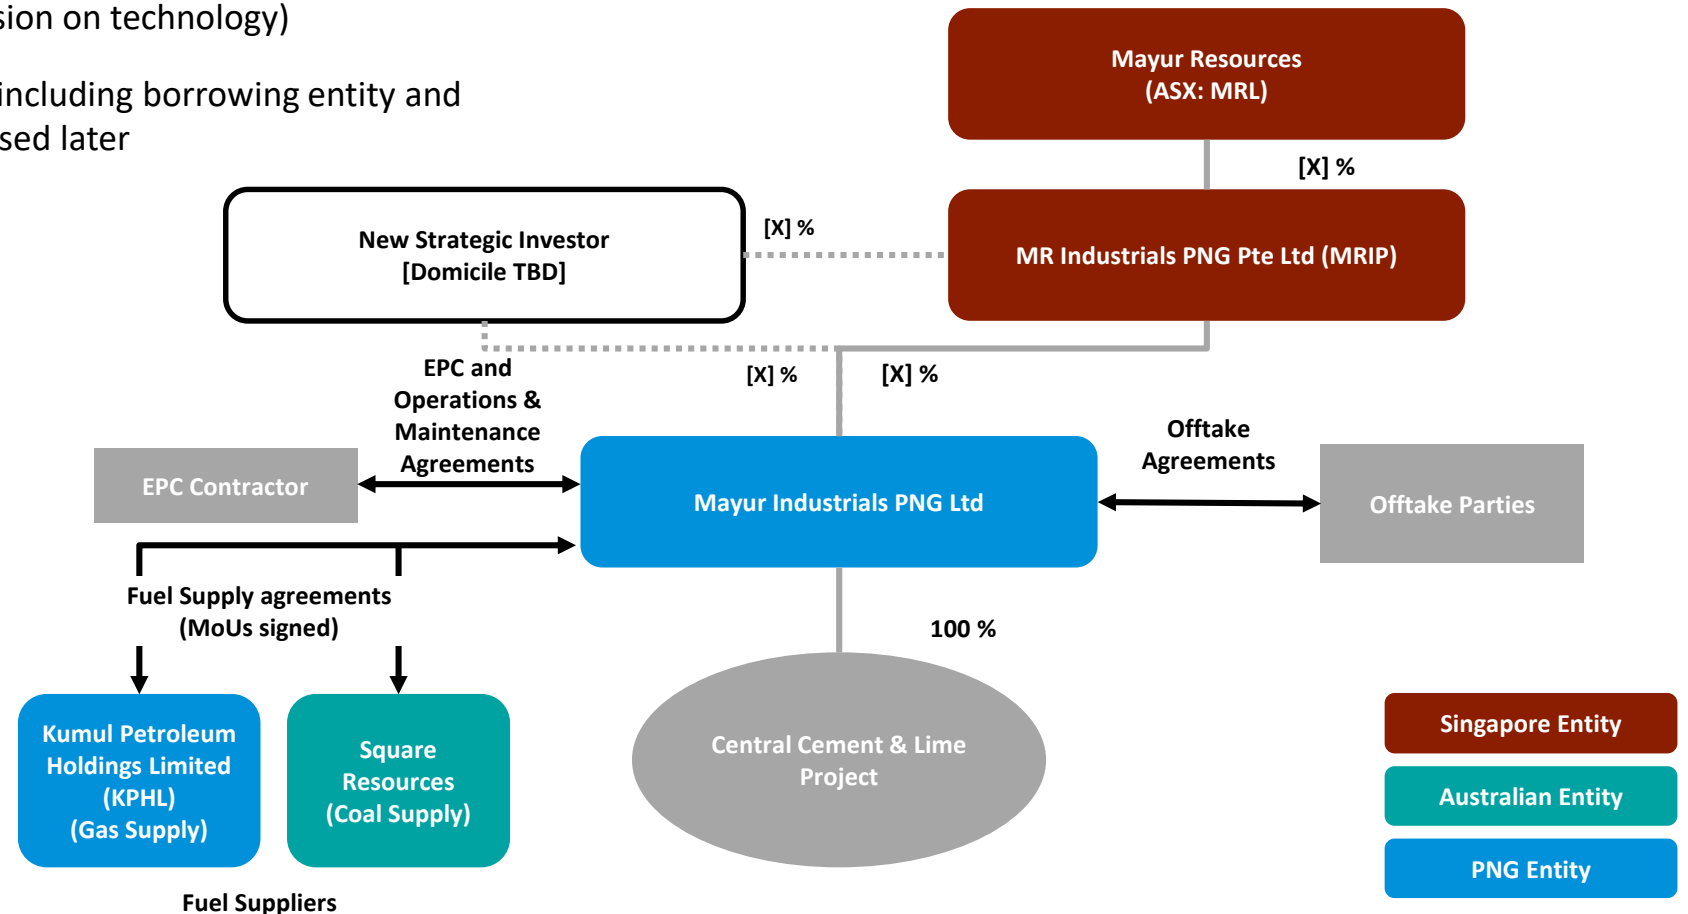 sion on technology)
including borrowing entity and
sed later
Mayur Resources
(ASX: MRL)
[X] %
New Strategic Investor
[Domicile TBD]
[X] %
MR Industrials PNG Pte Ltd (MRIP)
[X] %
[X] %
EPC and
Operations &
Maintenance
Agreements
EPC Contractor
Mayur Industrials PNG Ltd
Offtake
Agreements
Offtake Parties
Fuel Supply agreements
(MoUs signed)
100 %
Kumul Petroleum
Holdings Limited
(KPHL)
(Gas Supply)
Square
Resources
(Coal Supply)
Central Cement & Lime
Project
Singapore Entity
Australian Entity
PNG Entity
Fuel Suppliers